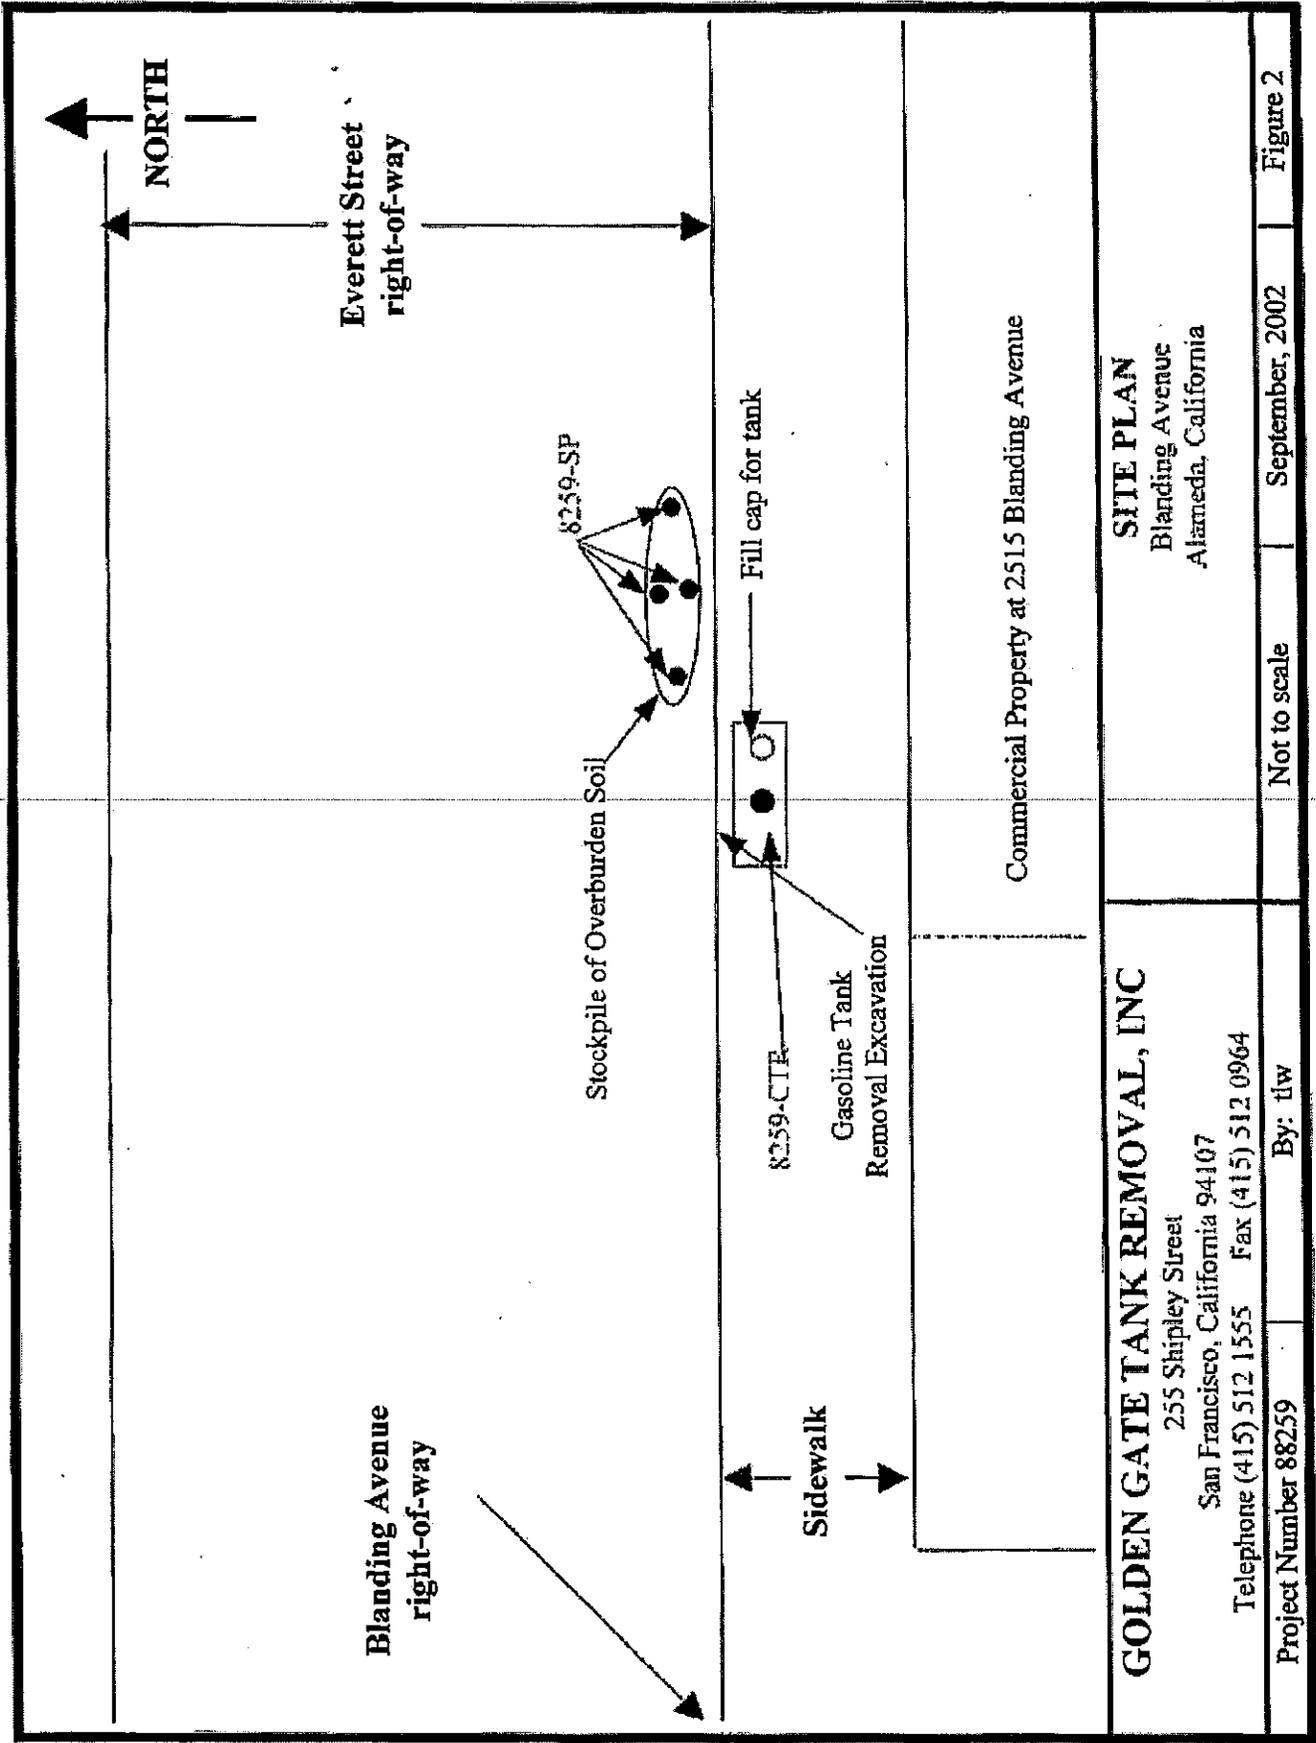 NORTH
Everett Street
right-of-way
Blanding Avenue
right-of-way
8259-SP
Stockpile of Overburden Soil
Fill cap for tank
8259-CTR
Gasoline Tank
Removal Excavation
Sidewalk
Commercial Property at 2515 Blanding Avenue
GOLDEN GATE TANK REMOVAL, INC
255 Shipley Street
San Francisco, California 94107
Telephone (415) 512 1555 Fax (415) 512 0964
SITE PLAN
Blanding Avenue
Alameda, California
Project Number 88259
By: tlw
Not to scale
September, 2002
Figure 2